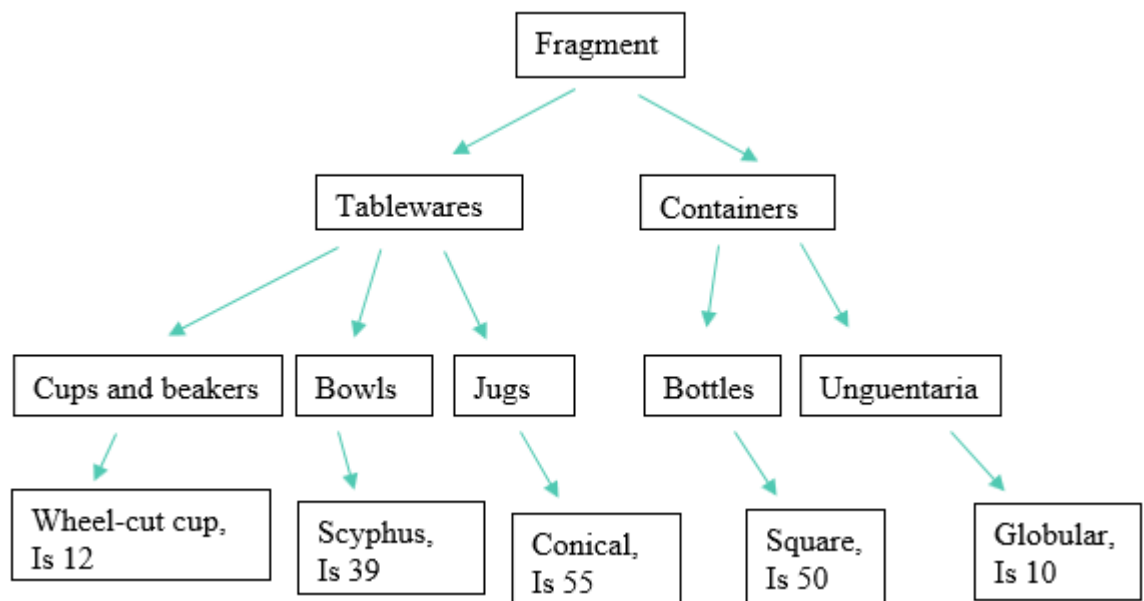 Fragment
Tablewares
Containers
Cups and beakers
Bowls
Jugs
Bottles
Unguentaria
Wheel-cut cup,
Is 12
Scyphus,
Is 39
Conical,
Is 55
Square,
Is 50
Globular,
Is 10